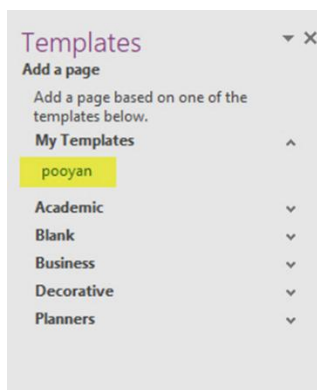 Templates
Add a page
Add a page based on one of the
templates below.
My Templates
pooyan
Academic
Blank
Business
Decorative
Planners